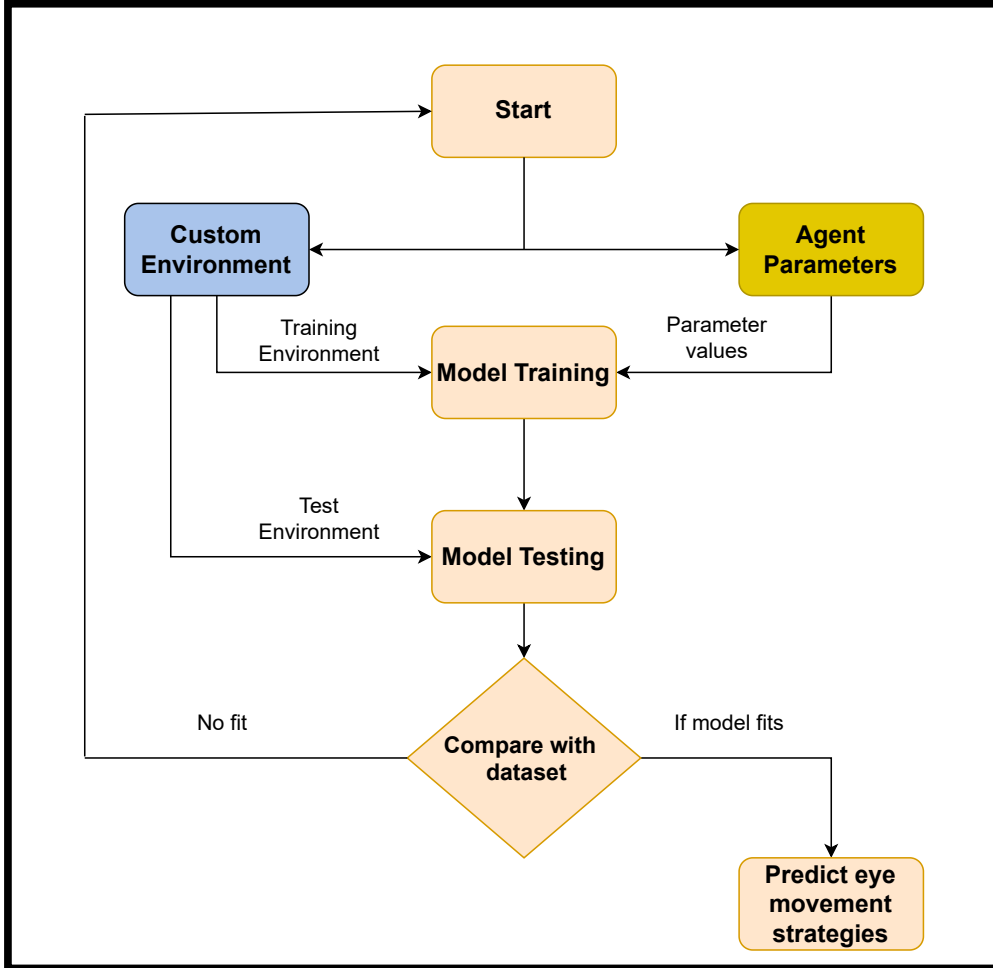 Start
Custom
Environment
Agent
Parameters
Training
Environment
Parameter
values
Model Training
Test
Environment
Model Testing
No fit
If model fits
Compare with
dataset
Predict eye
movement
strategies